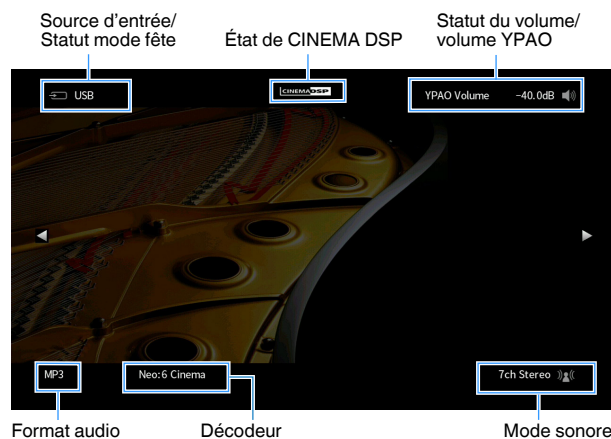 Source d'entrée/
Statut mode fête
État de CINEMA DSP
Statut du volume/
volume YPAO
USB
CINEMA DSP
YPAO Volume -40.0dB
MP3
Neo:6 Cinema
7ch Stereo
Format audio
Décodeur
Mode sonore